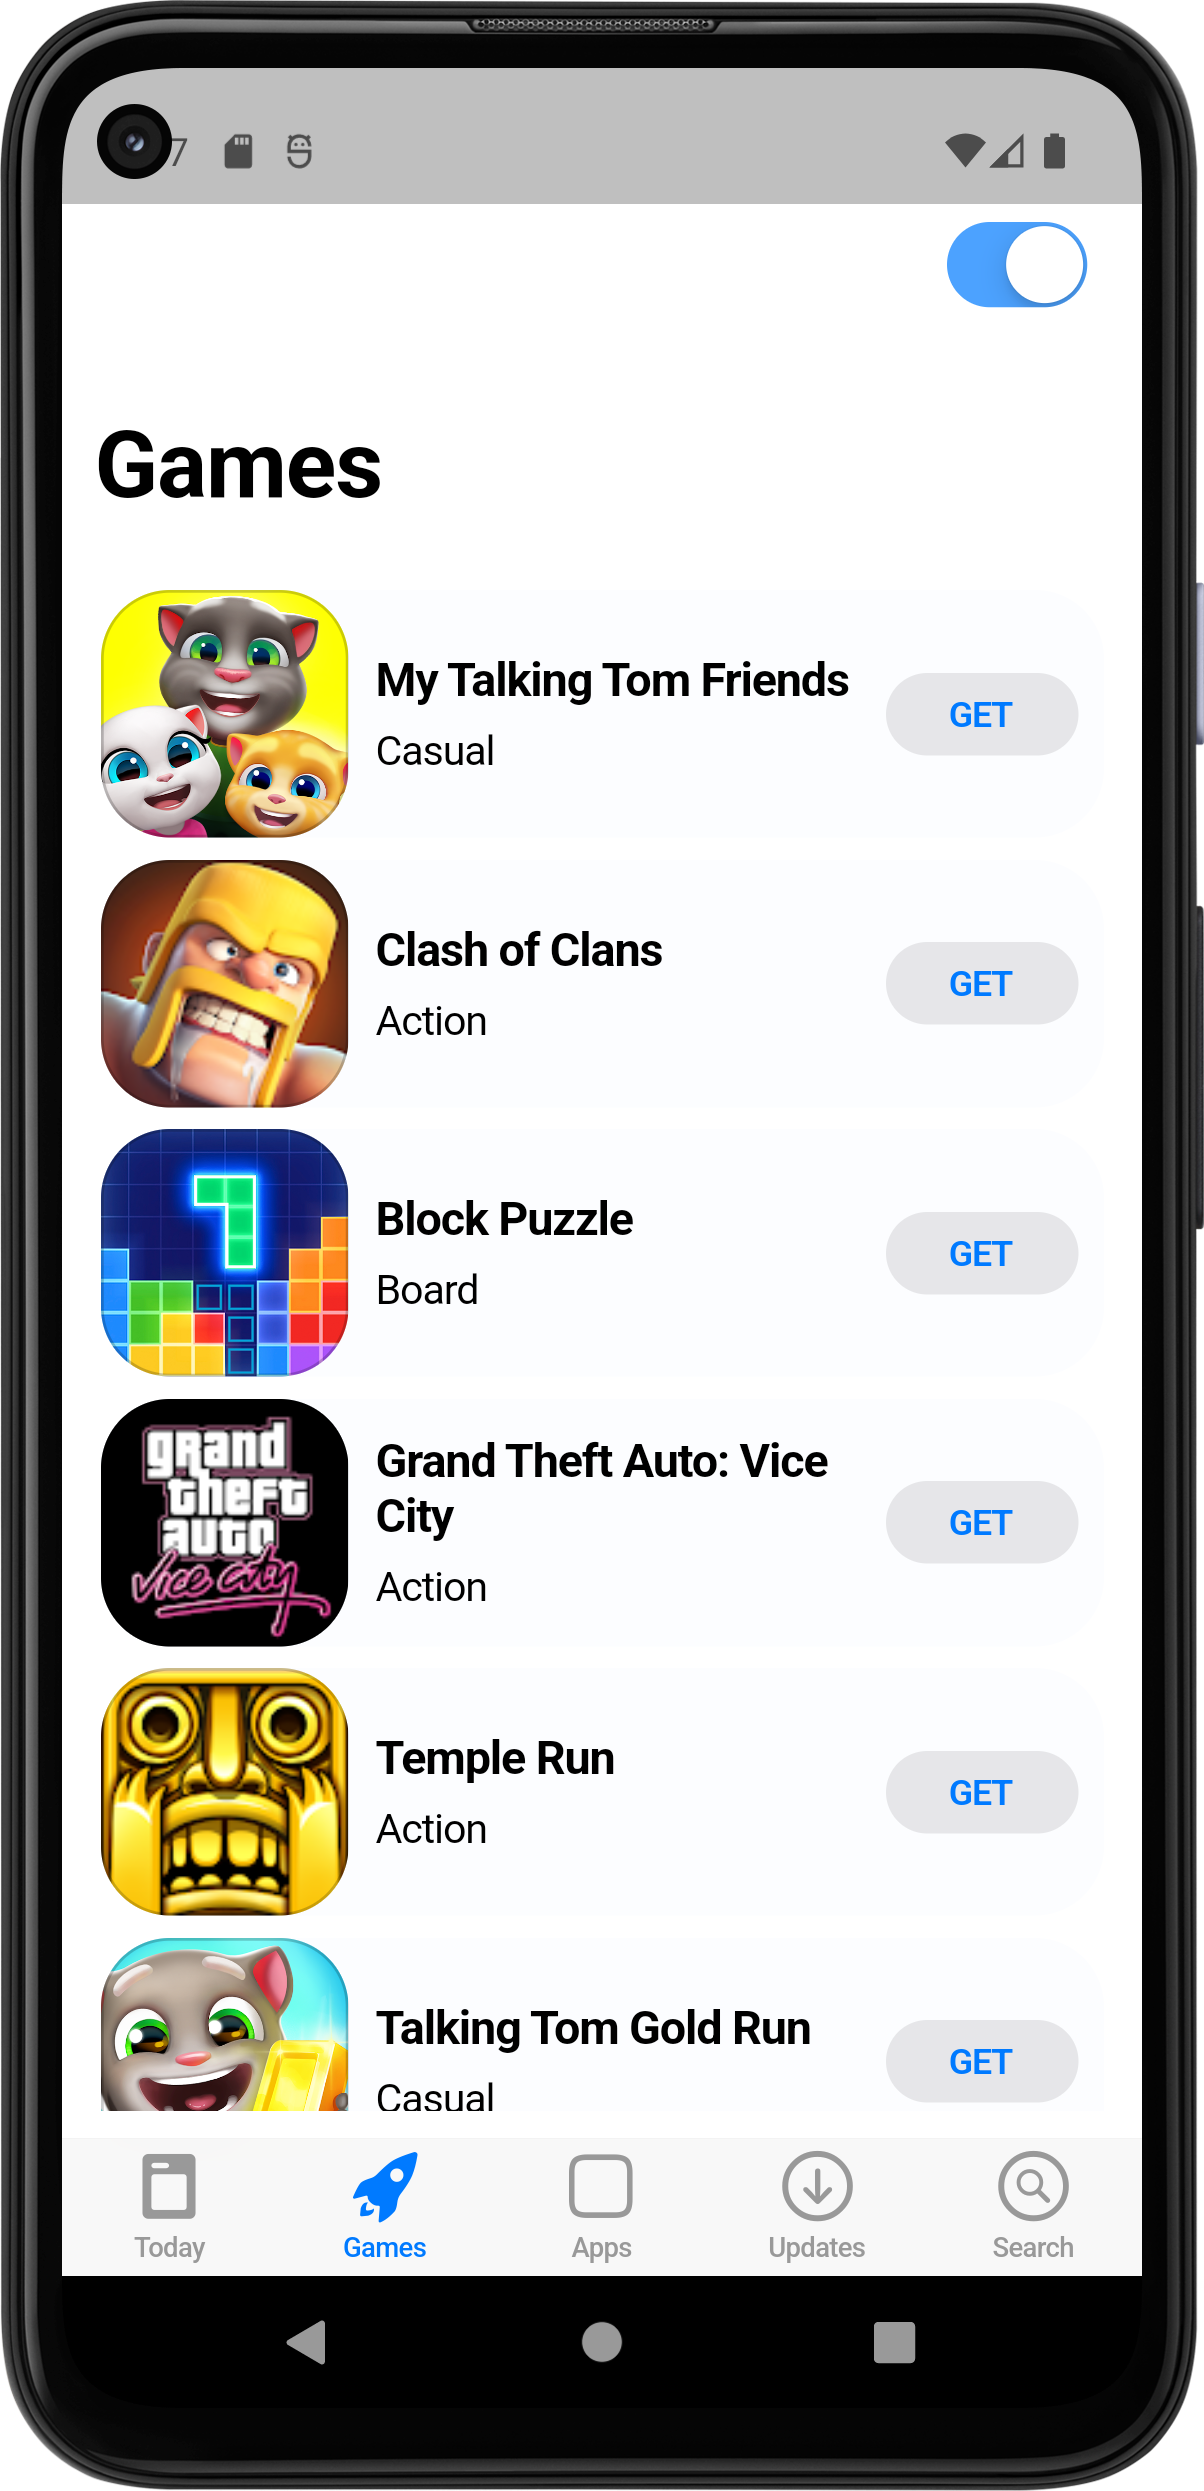 7
Games
My Talking Tom Friends
Casual
GET
Clash of Clans
Action
GET
Block Puzzle
Board
GET
grand
theft
auto
vice city
Grand Theft Auto: Vice
City
Action
GET
Temple Run
Action
GET
Talking Tom Gold Run
Casual
GET
Today
Games
Apps
Updates
Search